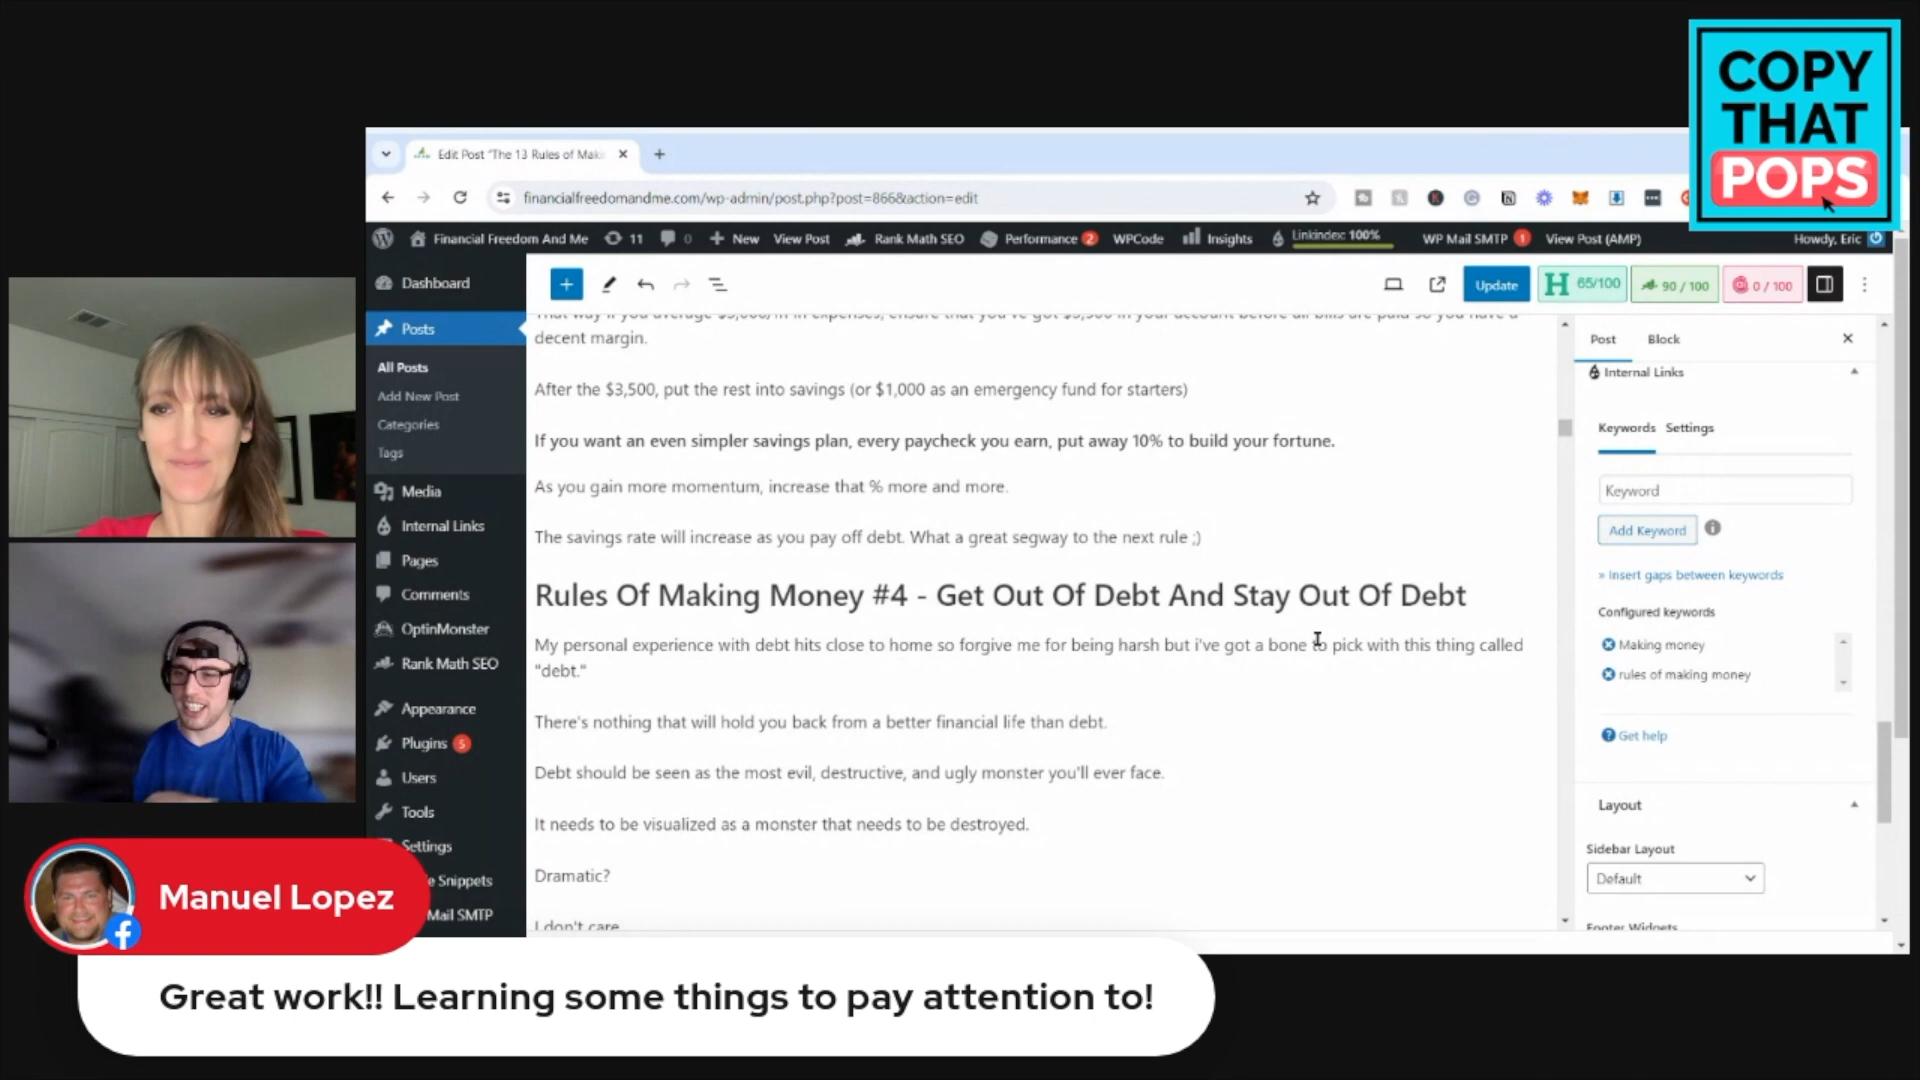 COPY
THAT
POPS
Edit Post "The 13 Rules of Maki
financialfreedomandme.com/wp-admin/post.php?post=866&action=edit
Financial Freedom And Me 11 0 New View Post Rank Math SEO Performance 2 WPCode Insights Linkindex: 100% WP Mail SMTP 1 View Post (AMP) Howdy, Eric
Dashboard
Posts
All Posts
Add New Post
Categories
Tags
Media
Internal Links
Pages
Comments
OptinMonster
Rank Math SEO
Appearance
Plugins 5
Users
Tools
Settings
e Snippets
Mail SMTP
Update H 65/100 90 / 100 0 / 100
decent margin.
After the $3,500, put the rest into savings (or $1,000 as an emergency fund for starters)
If you want an even simpler savings plan, every paycheck you earn, put away 10% to build your fortune.
As you gain more momentum, increase that % more and more.
The savings rate will increase as you pay off debt. What a great segway to the next rule ;)
Rules Of Making Money #4 - Get Out Of Debt And Stay Out Of Debt
My personal experience with debt hits close to home so forgive me for being harsh but i've got a bone to pick with this thing called
"debt."
There's nothing that will hold you back from a better financial life than debt.
Debt should be seen as the most evil, destructive, and ugly monster you'll ever face.
It needs to be visualized as a monster that needs to be destroyed.
Dramatic?
I don't care
Post Block
Internal Links
Keywords Settings
Keyword
Add Keyword
» Insert gaps between keywords
Configured keywords
Making money
rules of making money
Get help
Layout
Sidebar Layout
Default
Footer Widgets
Manuel Lopez
Great work!! Learning some things to pay attention to!